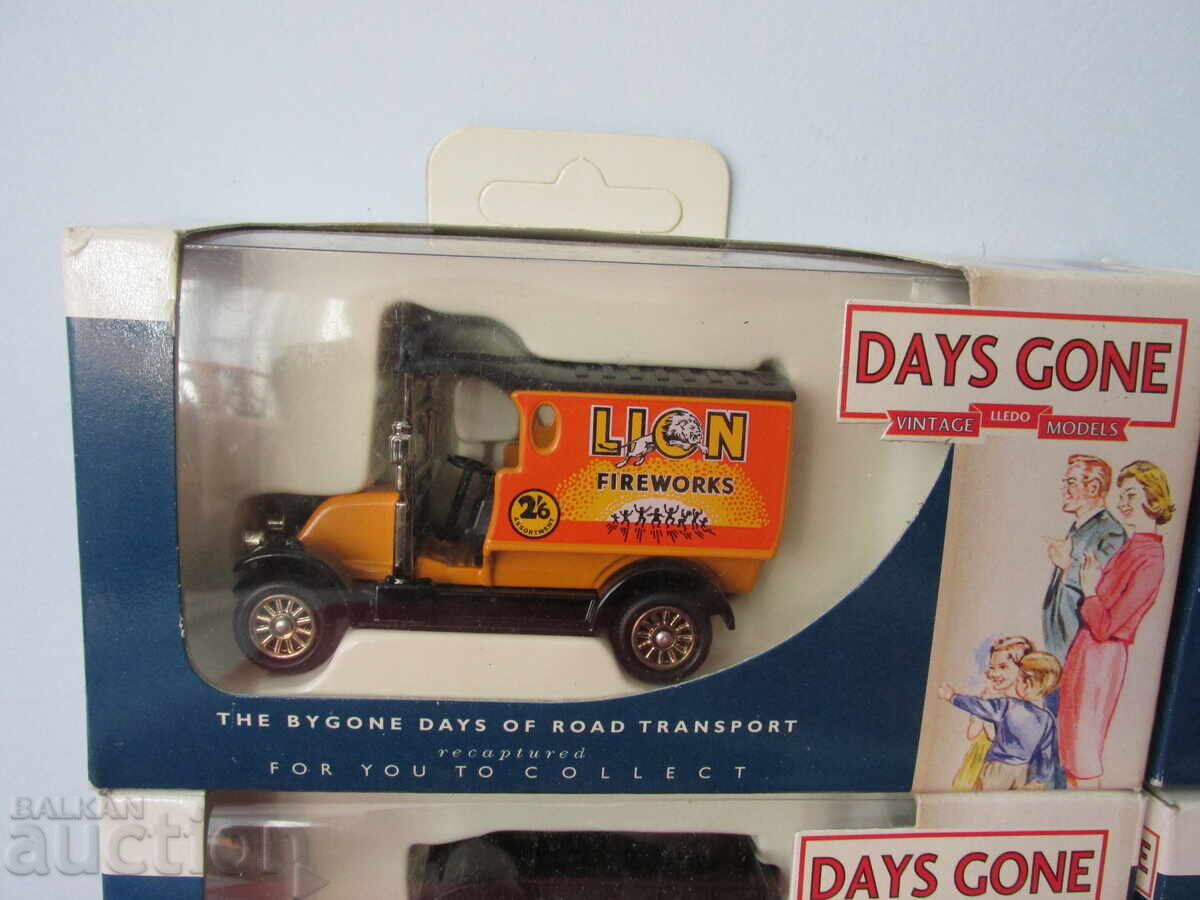 DAYS GONE
VINTAGE LLEDO MODELS
LION
FIREWORKS
2/6
ASSORTMENT
THE BYGONE DAYS OF ROAD TRANSPORT
recaptured
FOR YOU TO COLLECT
BALKAN
auction
DAYS GONE
E